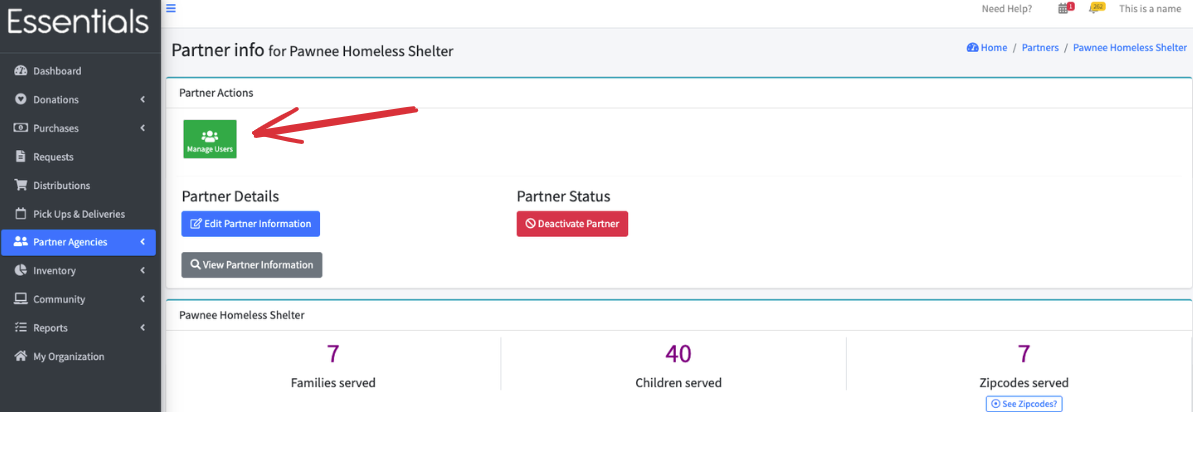 Essentials
Need Help? 1 262 This is a name
Partner info for Pawnee Homeless Shelter
Home / Partners / Pawnee Homeless Shelter
Dashboard
Donations
Purchases
Requests
Distributions
Pick Ups & Deliveries
Partner Agencies
Inventory
Community
Reports
My Organization
Partner Actions
Manage Users
Partner Details
Edit Partner Information
View Partner Information
Partner Status
Deactivate Partner
Pawnee Homeless Shelter
7
Families served
40
Children served
7
Zipcodes served
See Zipcodes?